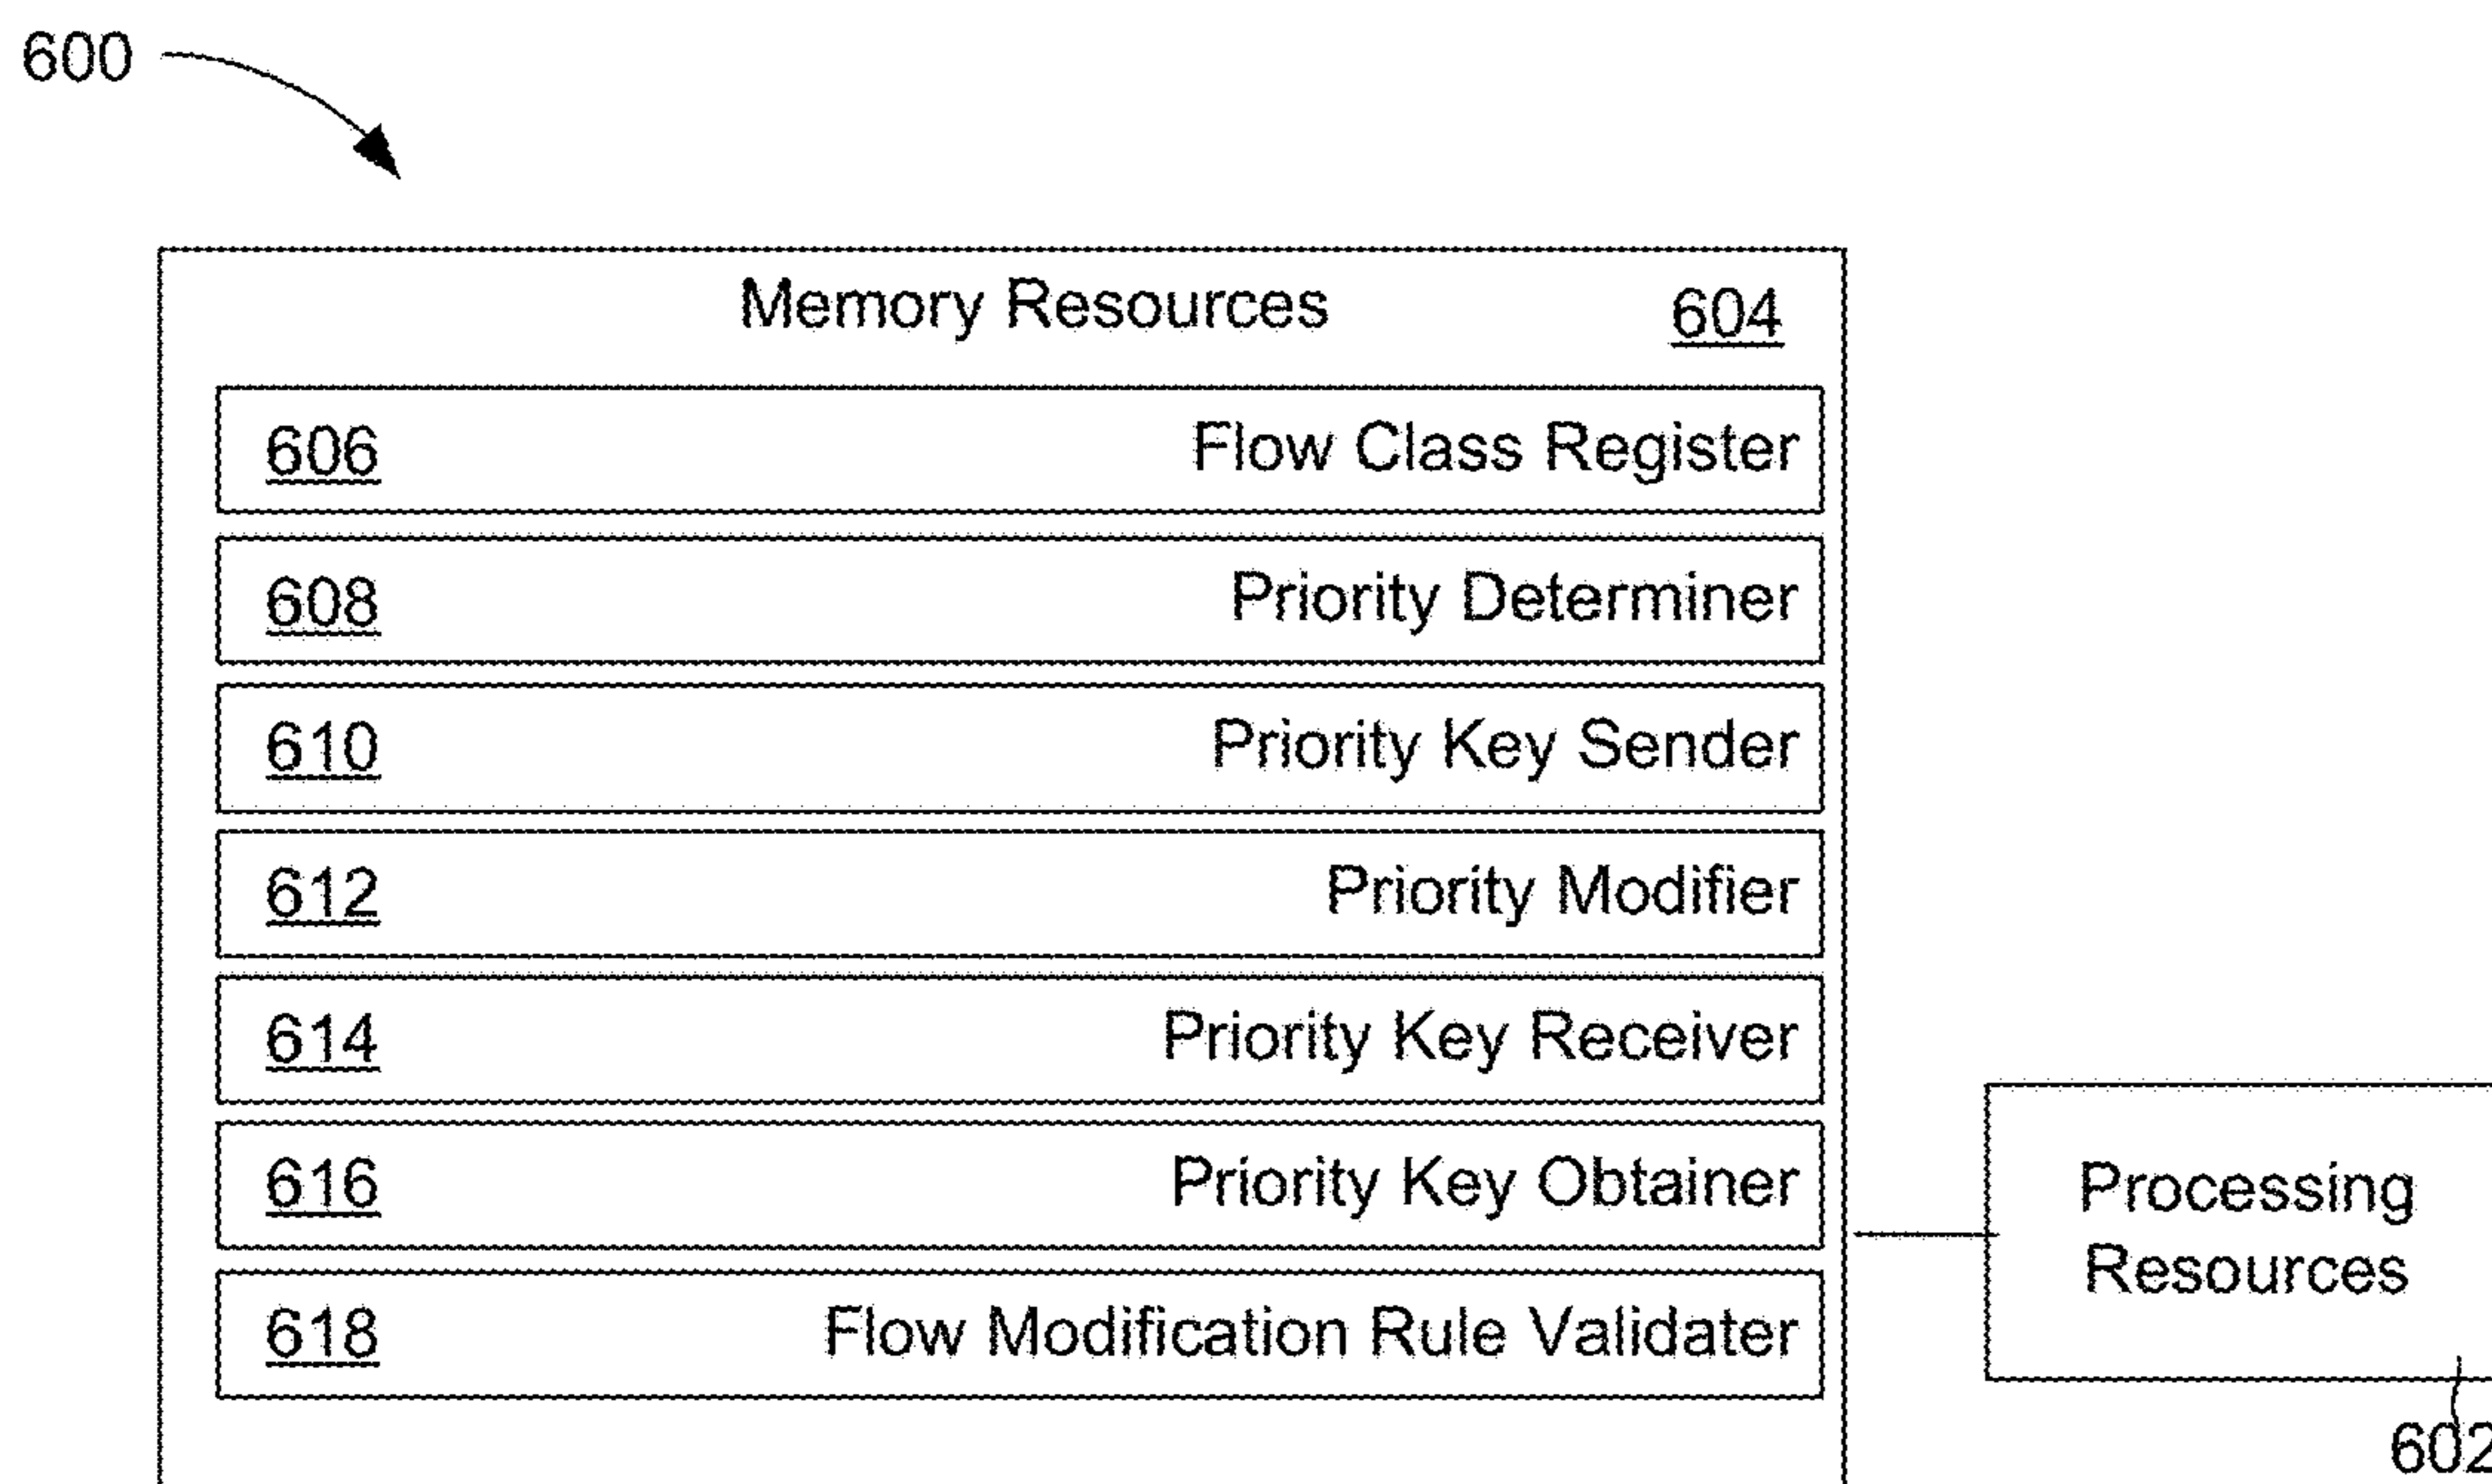 600
Memory Resources 604
606 Flow Class Register
608 Priority Determiner
610 Priority Key Sender
612 Priority Modifier
614 Priority Key Receiver
616 Priority Key Obtainer
618 Flow Modification Rule Validater
Processing
Resources
602